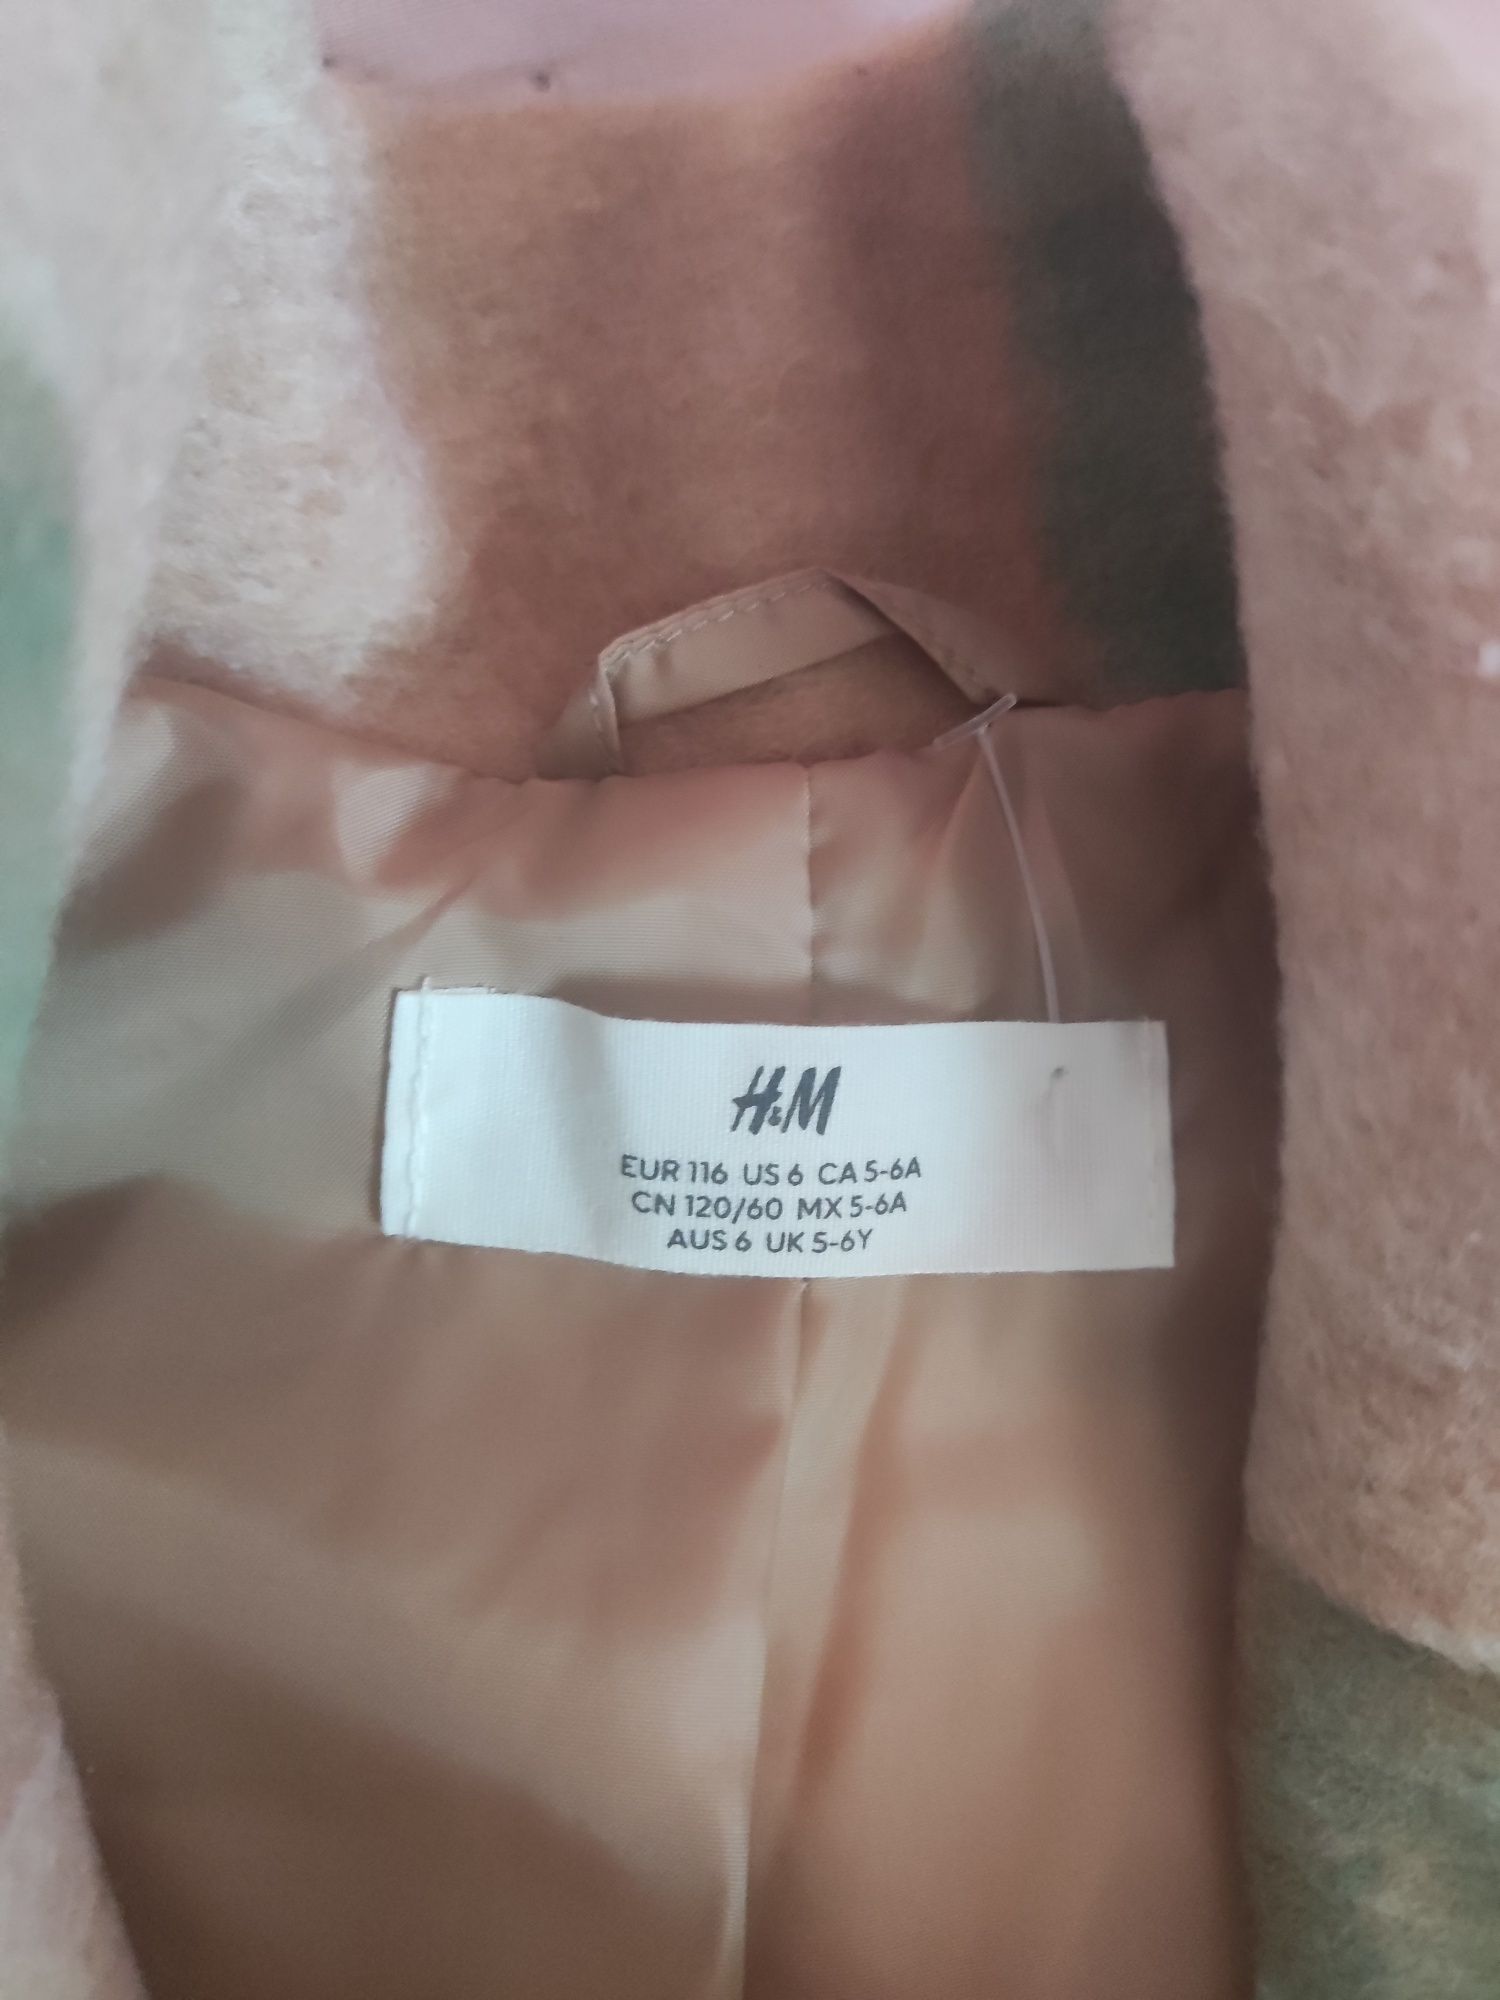 H&M
EUR 116 US 6 CA 5-6A
CN 120/60 MX 5-6A
AUS 6 UK 5-6Y